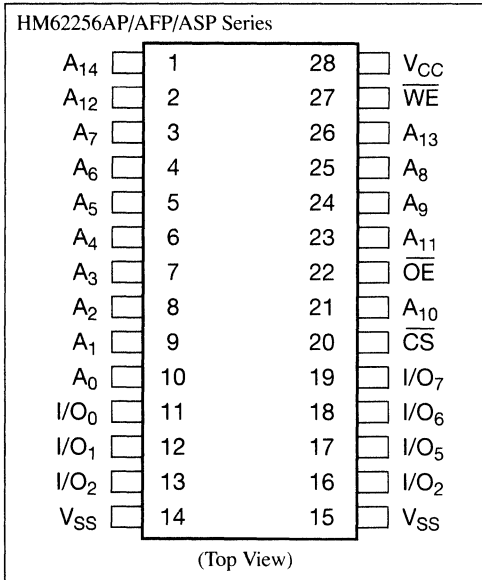 HM62256AP/AFP/ASP Series
A14 1 28 VCC
A12 2 27 W̅E̅
A7 3 26 A13
A6 4 25 A8
A5 5 24 A9
A4 6 23 A11
A3 7 22 O̅E̅
A2 8 21 A10
A1 9 20 C̅S̅
A0 10 19 I/O7
I/O0 11 18 I/O6
I/O1 12 17 I/O5
I/O2 13 16 I/O2
VSS 14 15 VSS
(Top View)